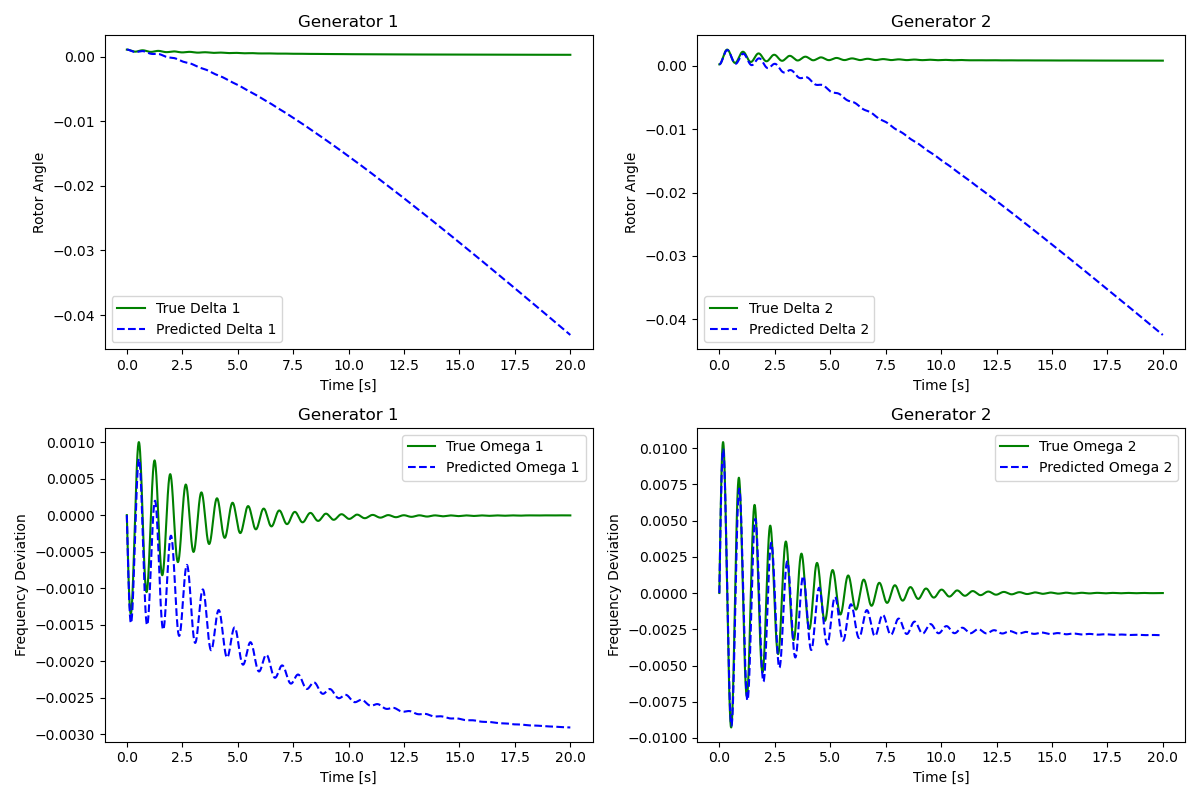 Generator 1
Rotor Angle
0.00
−0.01
−0.02
−0.03
−0.04
True Delta 1
Predicted Delta 1
0.0 2.5 5.0 7.5 10.0 12.5 15.0 17.5 20.0
Time [s]
Generator 2
Rotor Angle
0.00
−0.01
−0.02
−0.03
−0.04
True Delta 2
Predicted Delta 2
0.0 2.5 5.0 7.5 10.0 12.5 15.0 17.5 20.0
Time [s]
Generator 1
Frequency Deviation
0.0010
0.0005
0.0000
−0.0005
−0.0010
−0.0015
−0.0020
−0.0025
−0.0030
True Omega 1
Predicted Omega 1
0.0 2.5 5.0 7.5 10.0 12.5 15.0 17.5 20.0
Time [s]
Generator 2
Frequency Deviation
0.0100
0.0075
0.0050
0.0025
0.0000
−0.0025
−0.0050
−0.0075
−0.0100
True Omega 2
Predicted Omega 2
0.0 2.5 5.0 7.5 10.0 12.5 15.0 17.5 20.0
Time [s]